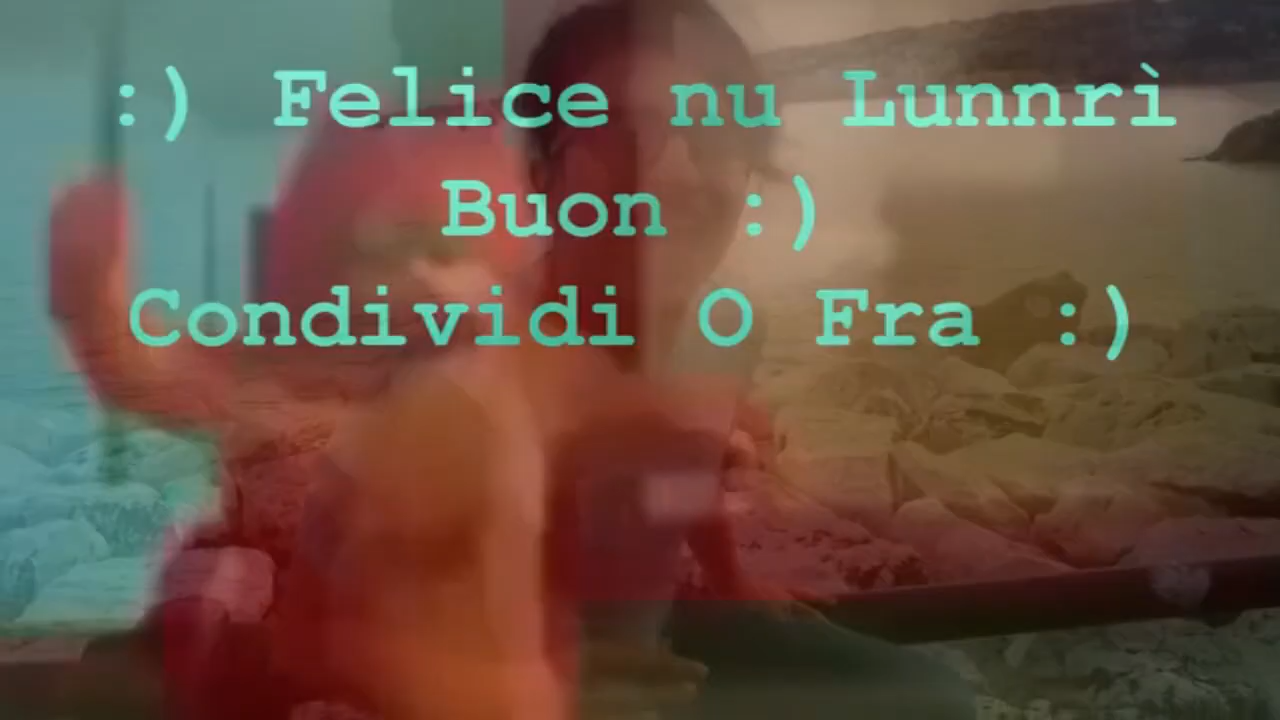 :) Felice nu Lunnrì
Buon :)
Condividi O Fra :)